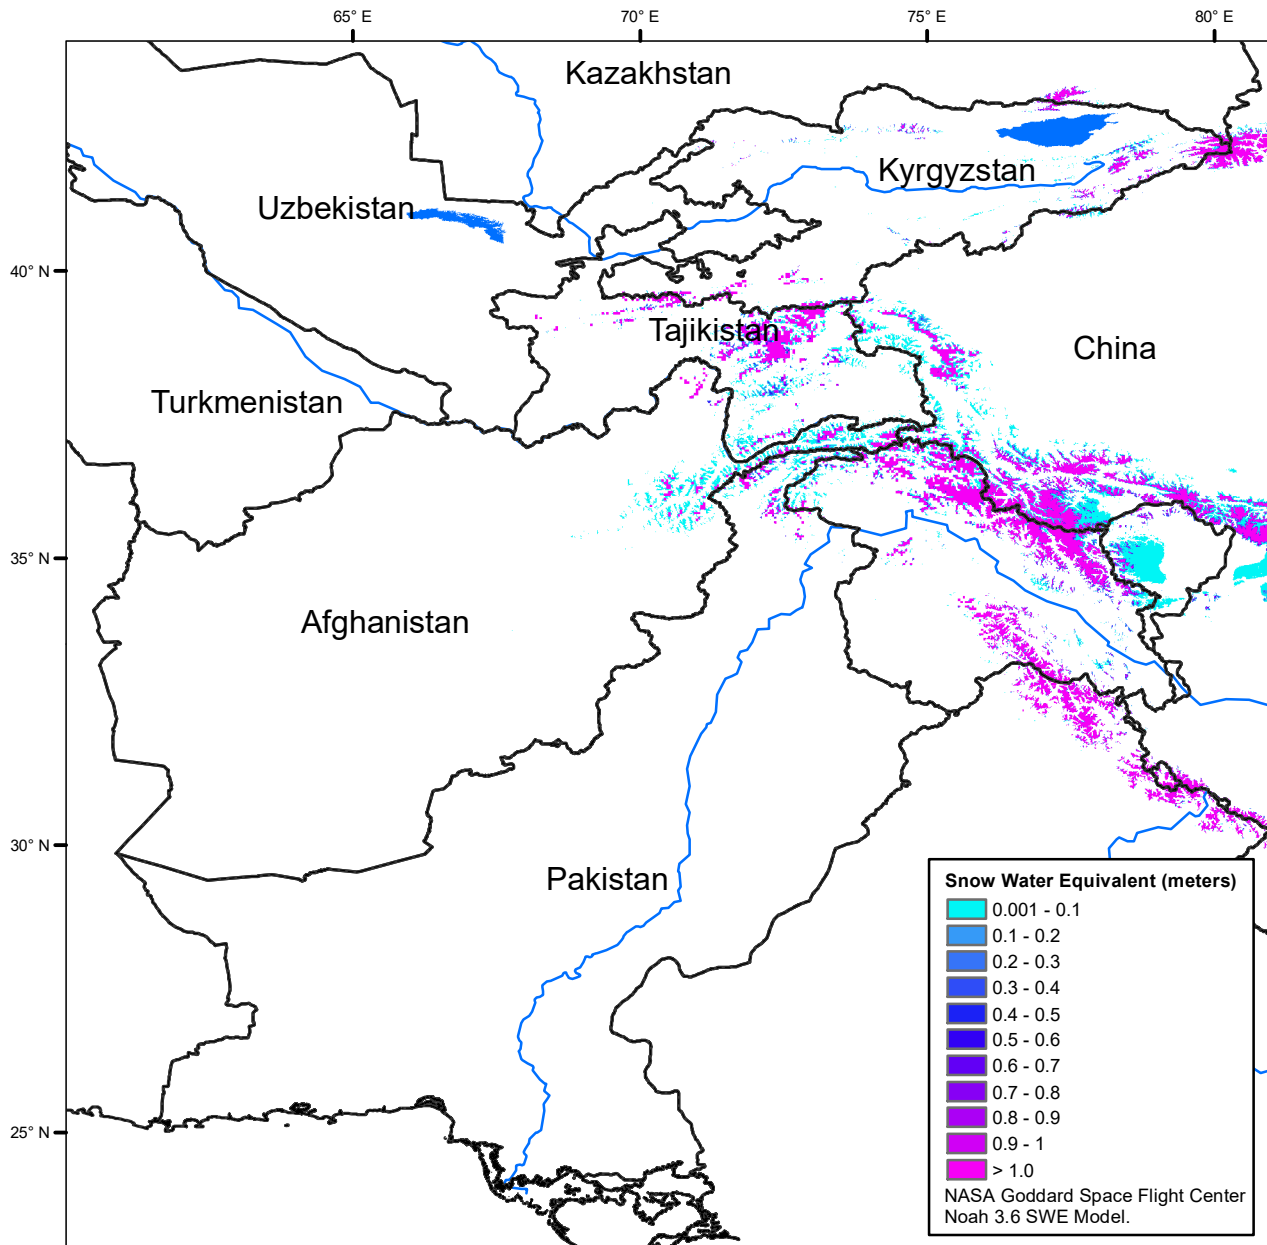 65° E
70° E
75° E
80° E
Kazakhstan
Kyrgyzstan
Uzbekistan
40° N
Tajikistan
China
Turkmenistan
35° N
Afghanistan
30° N
Pakistan
25° N
Snow Water Equivalent (meters)
0.001 - 0.1
0.1 - 0.2
0.2 - 0.3
0.3 - 0.4
0.4 - 0.5
0.5 - 0.6
0.6 - 0.7
0.7 - 0.8
0.8 - 0.9
0.9 - 1
> 1.0
NASA Goddard Space Flight Center
Noah 3.6 SWE Model.